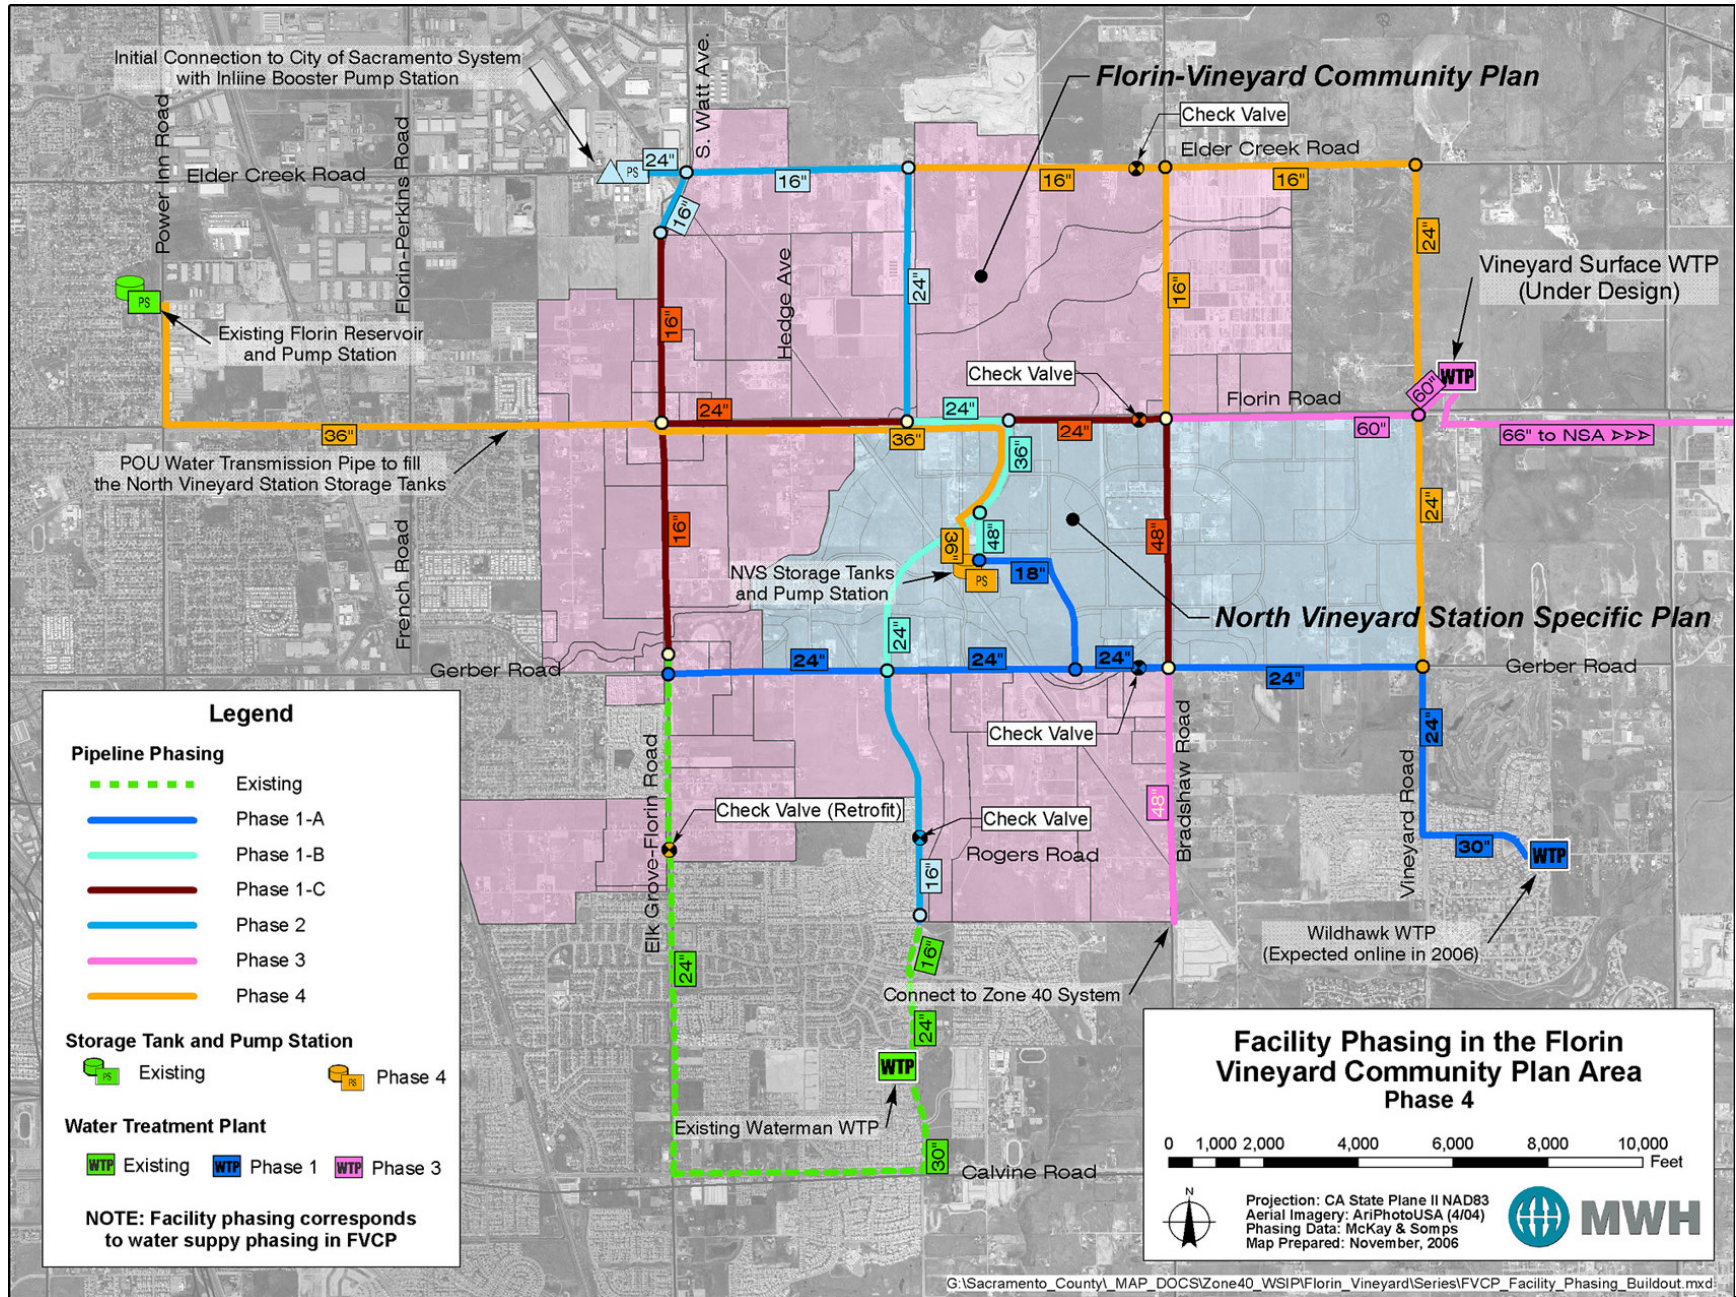 Initial Connection to City of Sacramento System
with Inliine Booster Pump Station
S. Watt Ave.
Florin-Vineyard Community Plan
Check Valve
Elder Creek Road
Power Inn Road
Florin-Perkins Road
Elder Creek Road
PS
24"
16"
16"
16"
16"
24"
Hedge Ave
24"
16"
Vineyard Surface WTP
(Under Design)
PS
Existing Florin Reservoir
and Pump Station
16"
Check Valve
Florin Road
60"
WTP
24"
24"
24"
60"
36"
36"
66" to NSA >>>
POU Water Transmission Pipe to fill
the North Vineyard Station Storage Tanks
36"
24"
16"
48"
36"
48"
French Road
NVS Storage Tanks
and Pump Station
PS
18"
North Vineyard Station Specific Plan
24"
Gerber Road
24"
24"
24"
24"
Gerber Road
Legend
Pipeline Phasing
Existing
Phase 1-A
Phase 1-B
Phase 1-C
Phase 2
Phase 3
Phase 4
Storage Tank and Pump Station
PS
Existing
PS
Phase 4
Water Treatment Plant
WTP
Existing
WTP
Phase 1
WTP
Phase 3
NOTE: Facility phasing corresponds
to water suppy phasing in FVCP
Elk Grove-Florin Road
Check Valve
24"
Bradshaw Road
Vineyard Road
48"
Check Valve (Retrofit)
Check Valve
Rogers Road
30"
WTP
16"
Wildhawk WTP
(Expected online in 2006)
24"
16"
Connect to Zone 40 System
24"
WTP
Existing Waterman WTP
30"
Calvine Road
Facility Phasing in the Florin
Vineyard Community Plan Area
Phase 4
0 1,000 2,000 4,000 6,000 8,000 10,000
Feet
N
Projection: CA State Plane II NAD83
Aerial Imagery: AriPhotoUSA (4/04)
Phasing Data: McKay & Somps
Map Prepared: November, 2006
MWH
G:\Sacramento_County\_MAP_DOCS\Zone40_WSIP\Florin_Vineyard\Series\FVCP_Facility_Phasing_Buildout.mxd